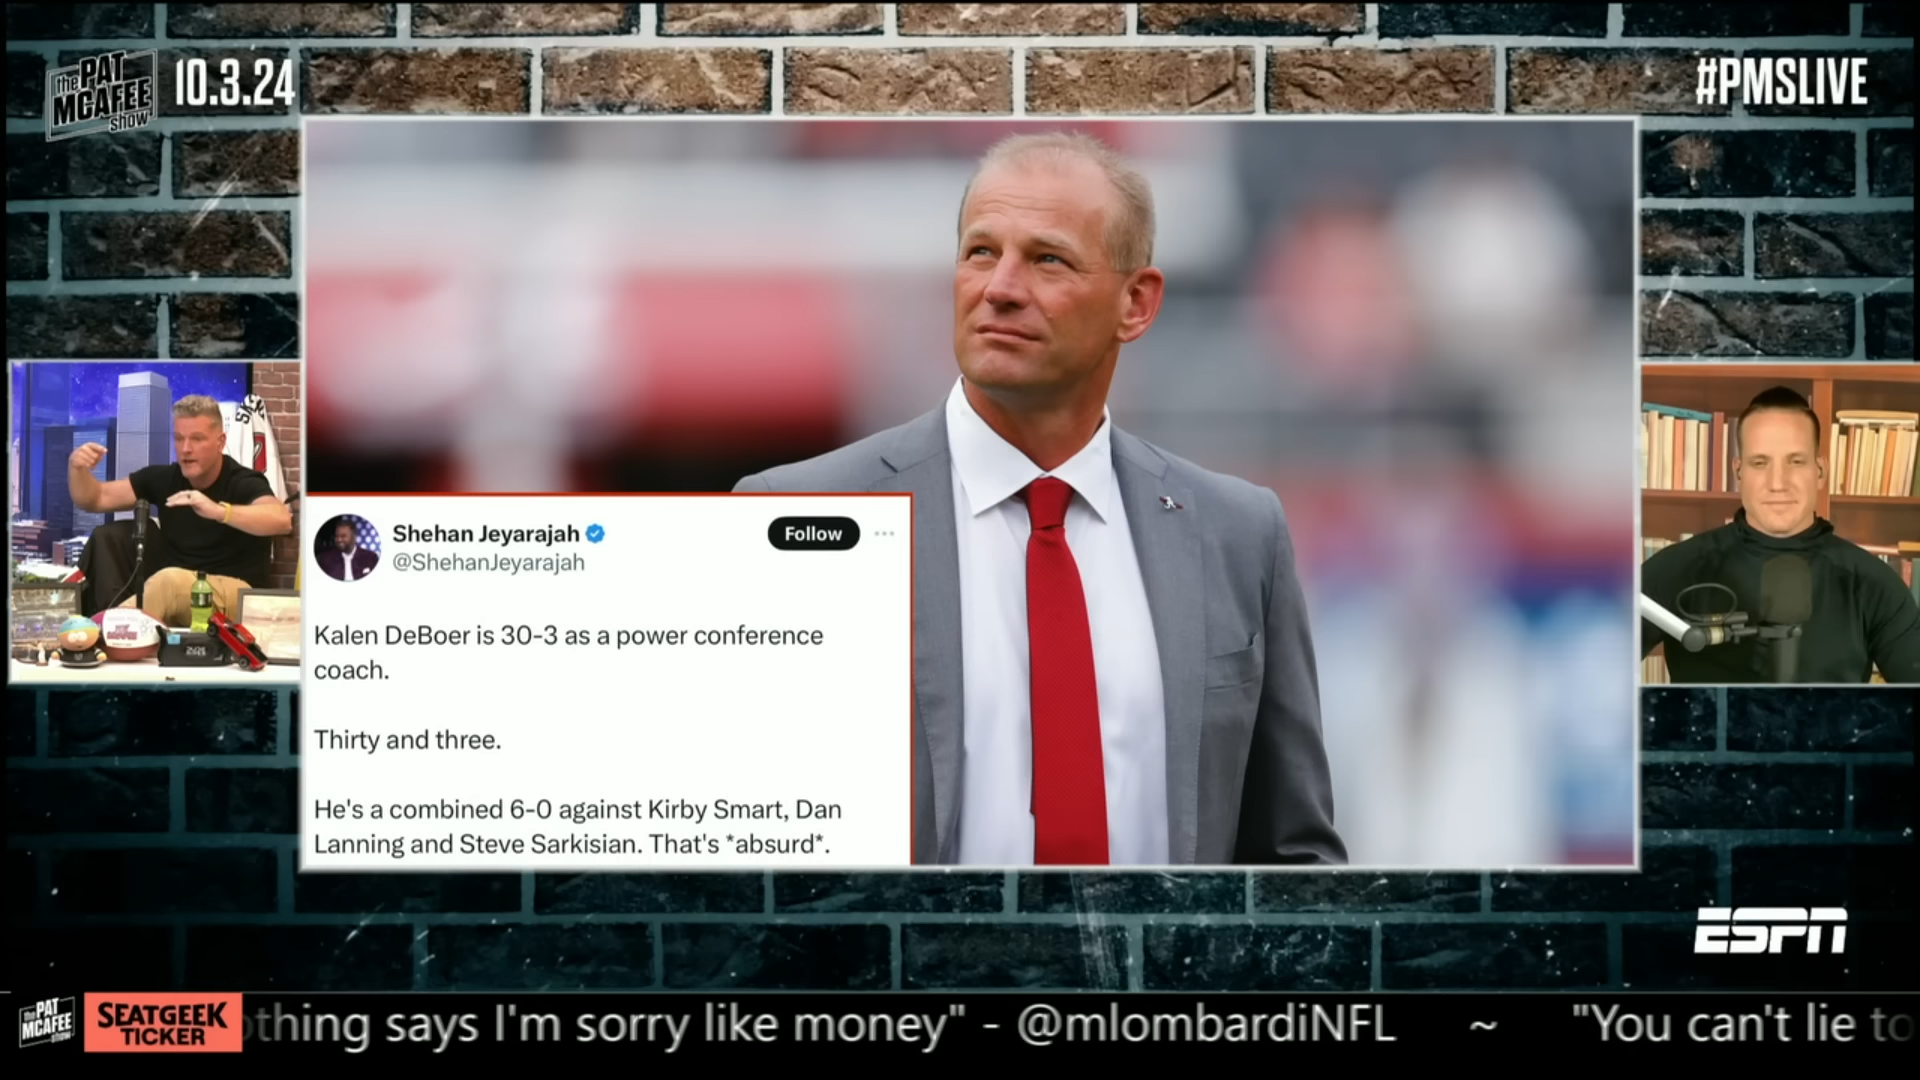 the PAT
MCAFEE
show
10.3.24
#PMSLIVE
Shehan Jeyarajah
Follow
@ShehanJeyarajah
Kalen DeBoer is 30-3 as a power conference
coach.
Thirty and three.
He's a combined 6-0 against Kirby Smart, Dan
Lanning and Steve Sarkisian. That's *absurd*.
ESPN
the PAT
MCAFEE
show
SEATGEEK
TICKER
othing says I'm sorry like money" - @mlombardiNFL ~ "You can't lie to